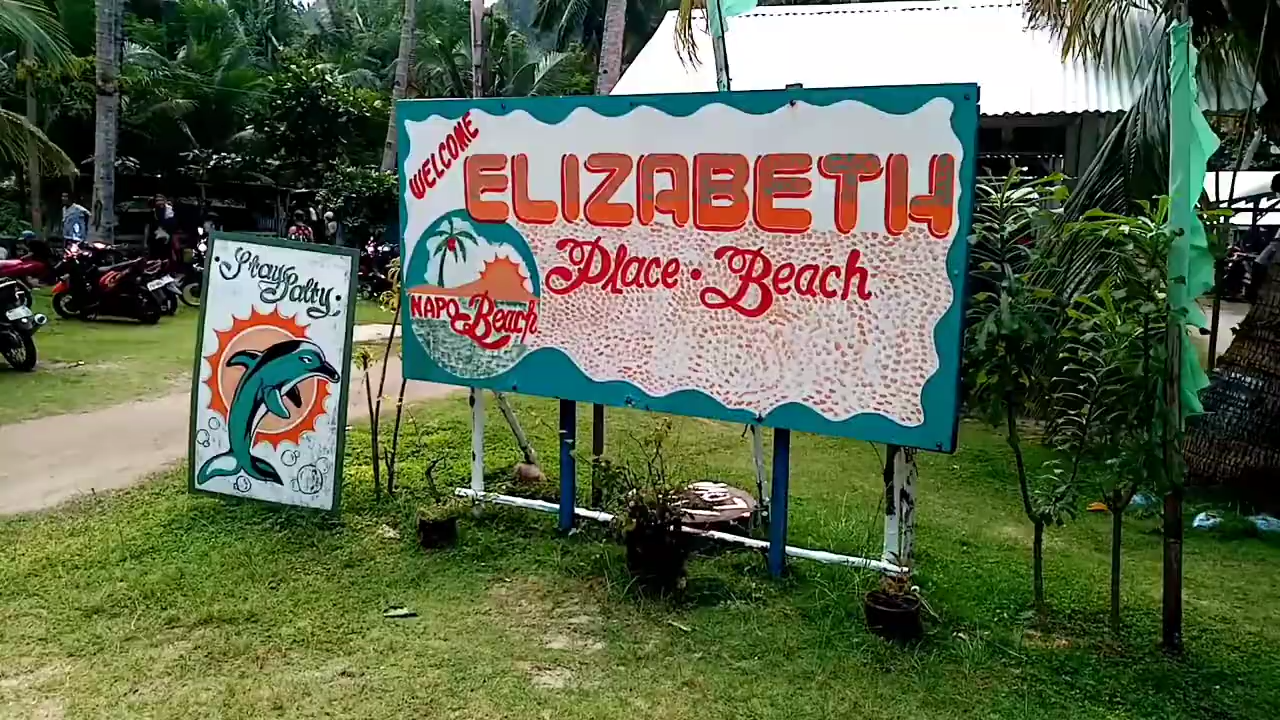 WELCOME
ELIZABETH
Place · Beach
NAPO Beach
Stay
Salty